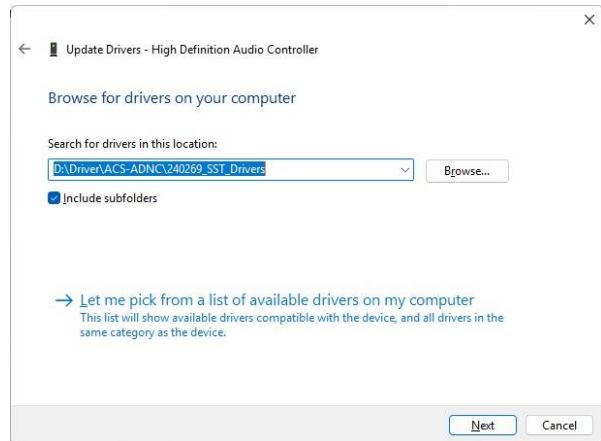 Update Drivers - High Definition Audio Controller
Browse for drivers on your computer
Search for drivers in this location:
D:\Driver\ACS-ADNC\240269_SST_Drivers
Browse...
Include subfolders
Let me pick from a list of available drivers on my computer
This list will show available drivers compatible with the device, and all drivers in the
same category as the device.
Next
Cancel